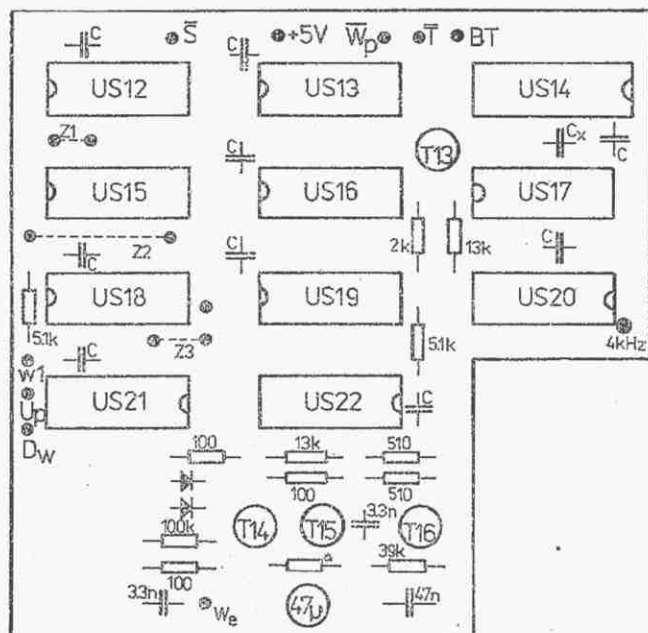 C S̅ +5V W̅p T̅ BT
C
US12 US13 US14
Z1 Cx C
T13
C
US15 US16 US17
Z2 C C 2k 13k C
US18 US19 US20
5.1k Z3 5.1k 4kHz
W1 C
Up US21 US22 C
Dw
100 13k 510
100 510
3.3n
100k T14 T15 T16
39k
100
3.3n We 47µ 47n